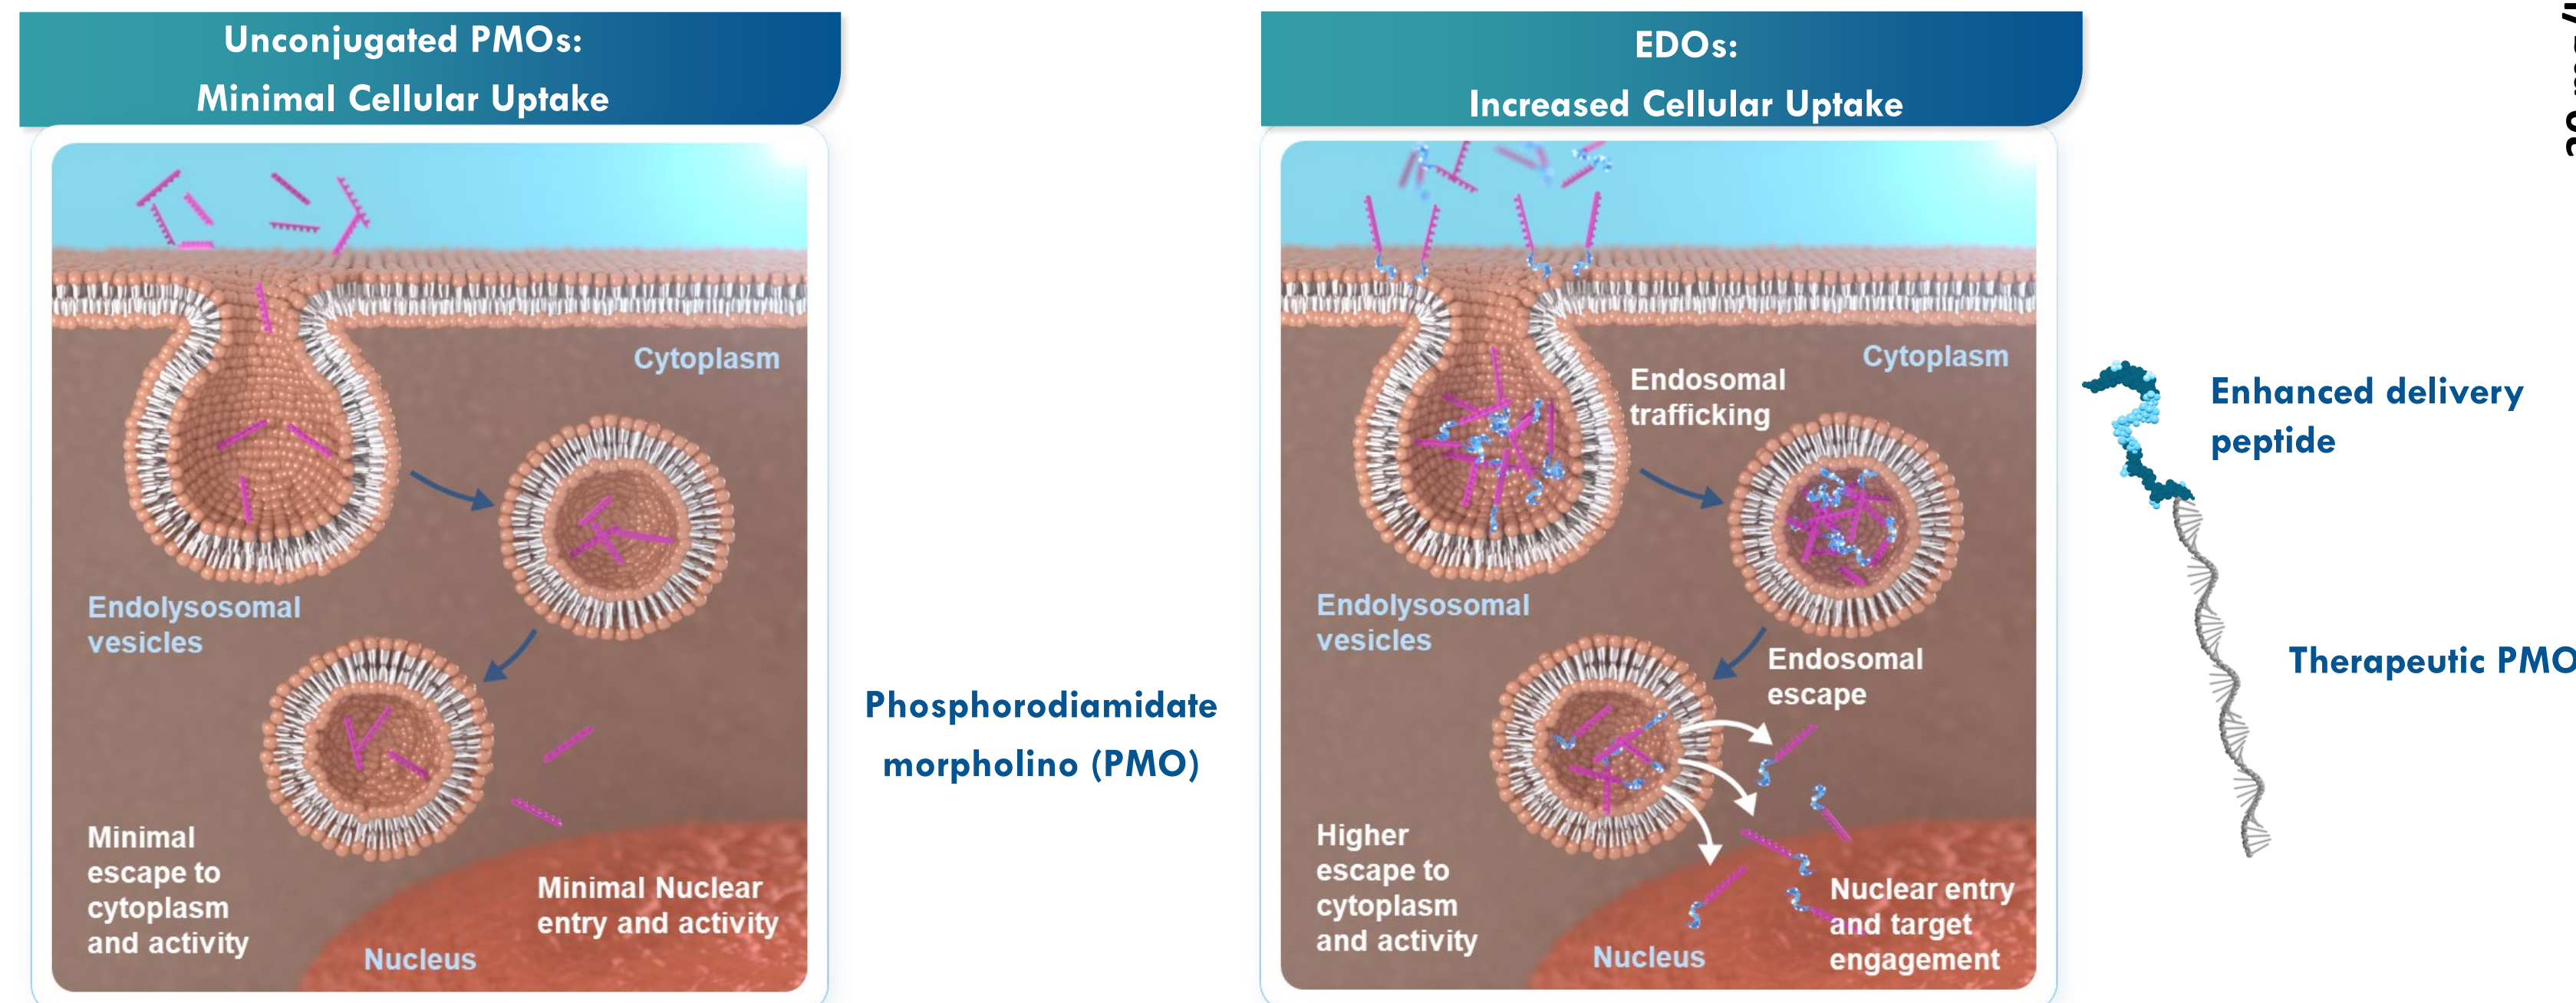 Unconjugated PMOs:
Minimal Cellular Uptake
Cytoplasm
Endolysosomal
vesicles
Minimal
escape to
cytoplasm
and activity
Minimal Nuclear
entry and activity
Nucleus
Phosphorodiamidate
morpholino (PMO)
EDOs:
Increased Cellular Uptake
Cytoplasm
Endosomal
trafficking
Endolysosomal
vesicles
Endosomal
escape
Higher
escape to
cytoplasm
and activity
Nuclear entry
and target
engagement
Nucleus
Enhanced delivery
peptide
Therapeutic PMO